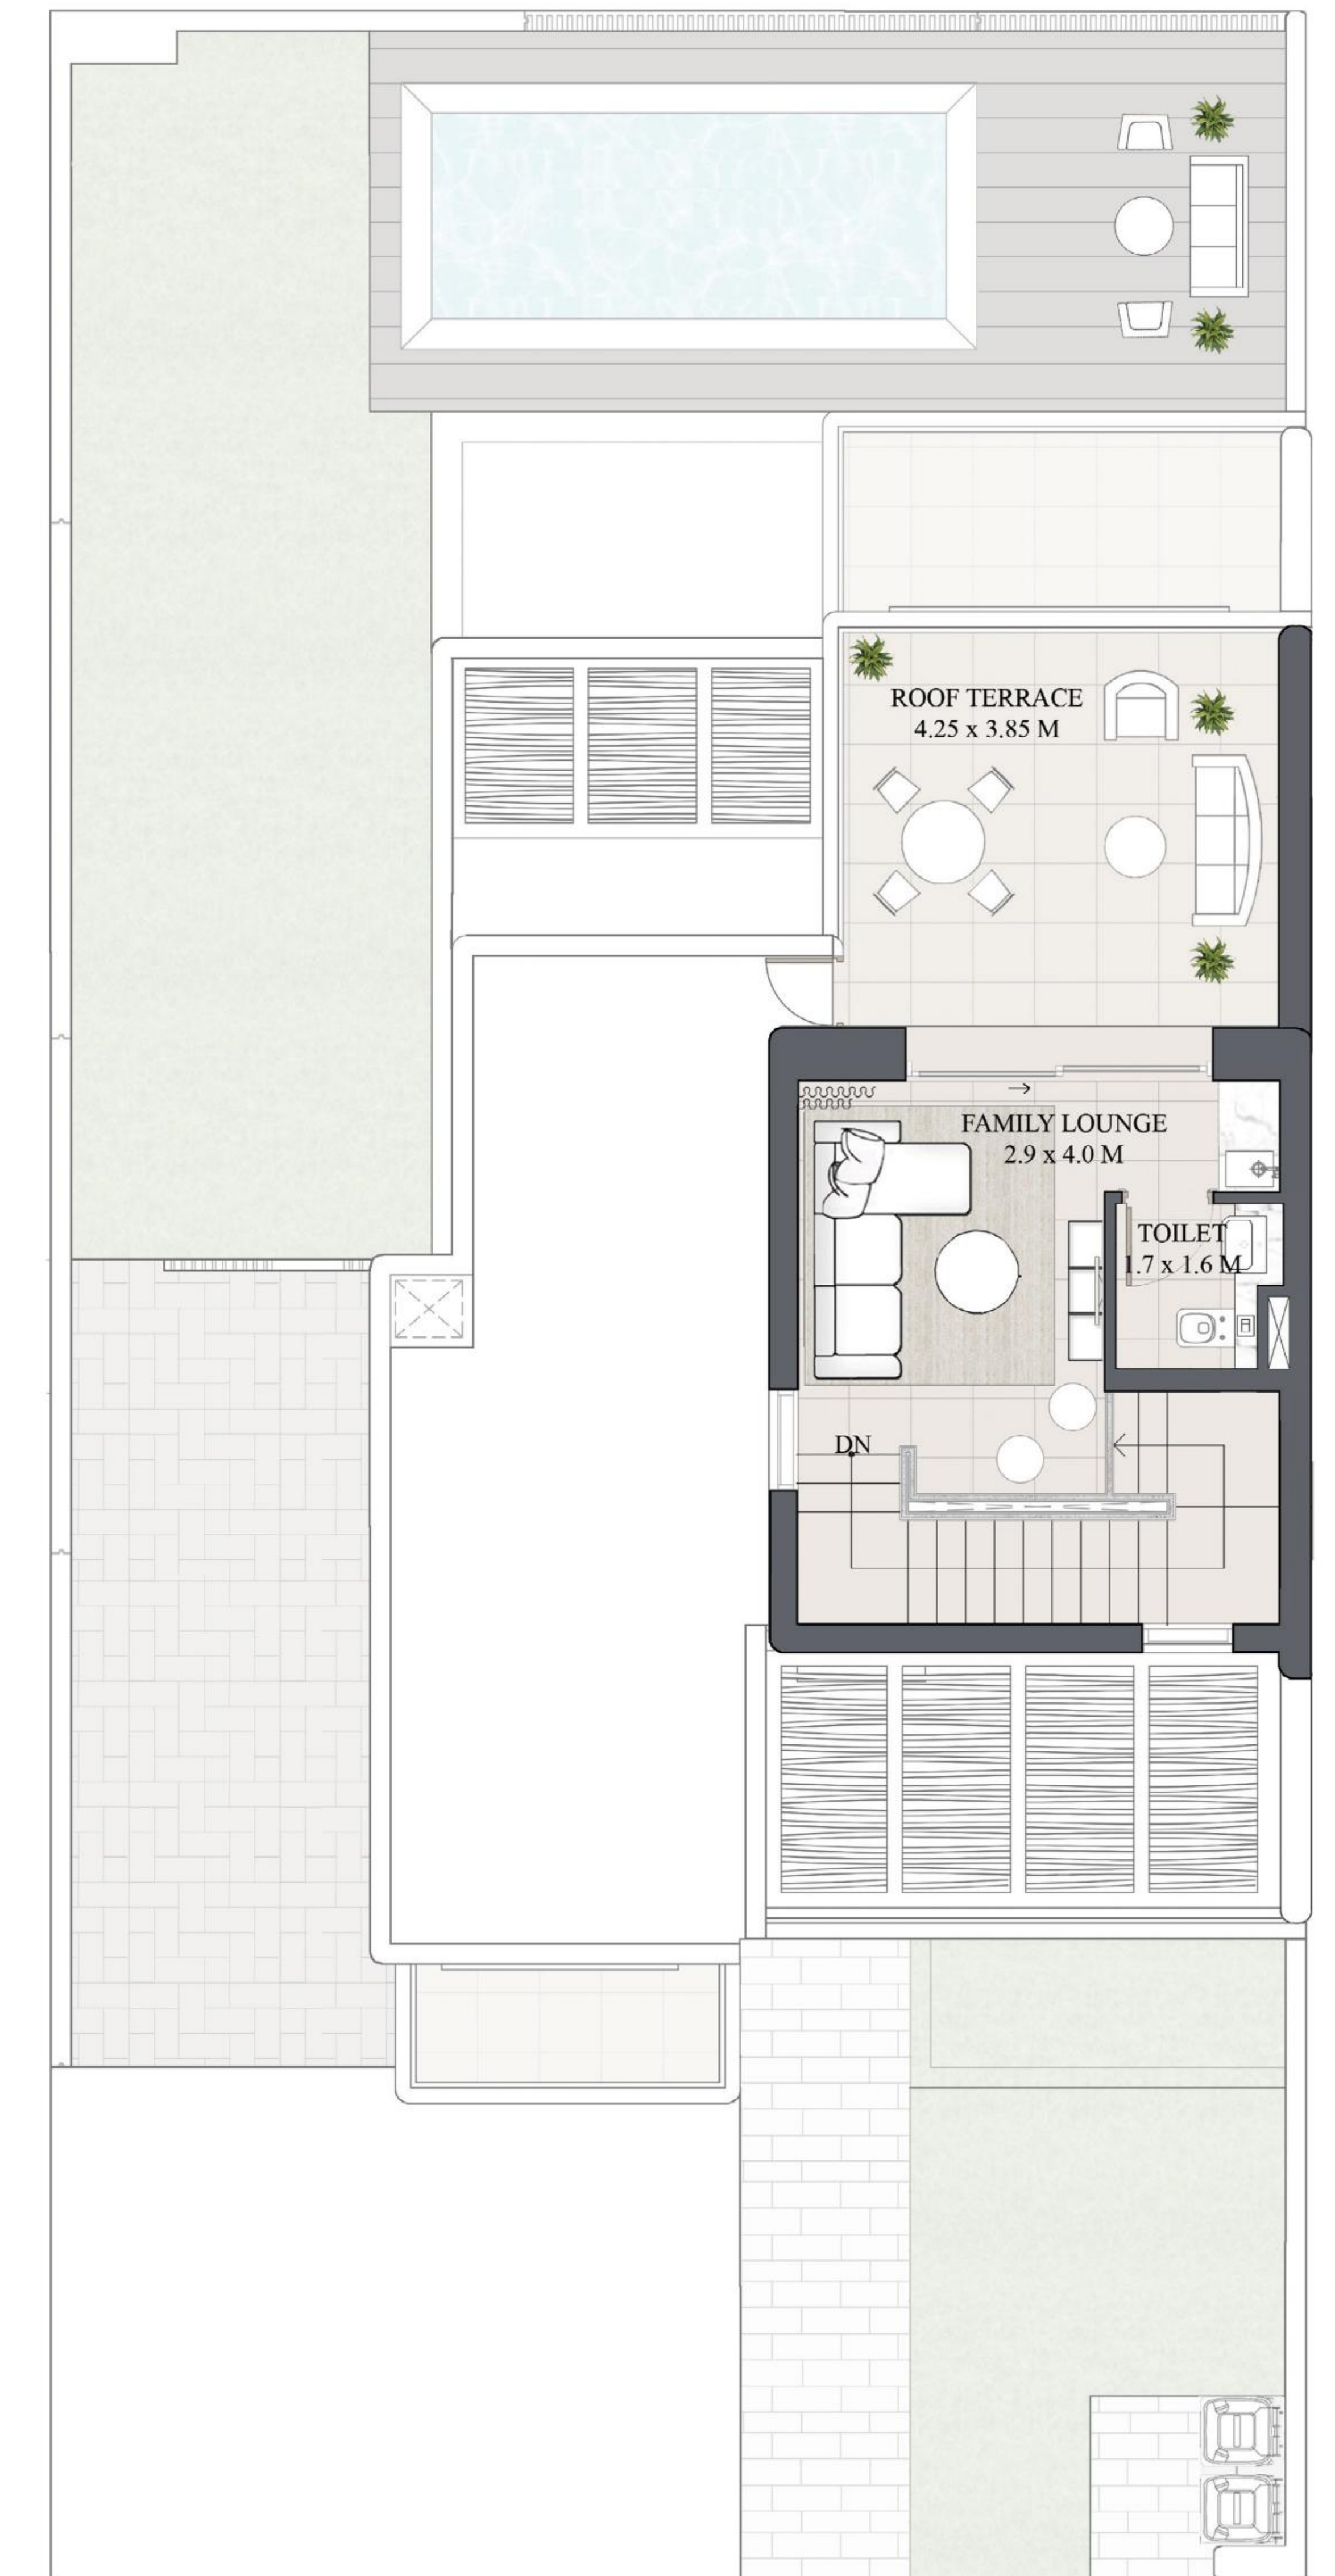 ROOF TERRACE
4.25 x 3.85 M
FAMILY LOUNGE
2.9 x 4.0 M
TOILET
1.7 x 1.6 M
DN